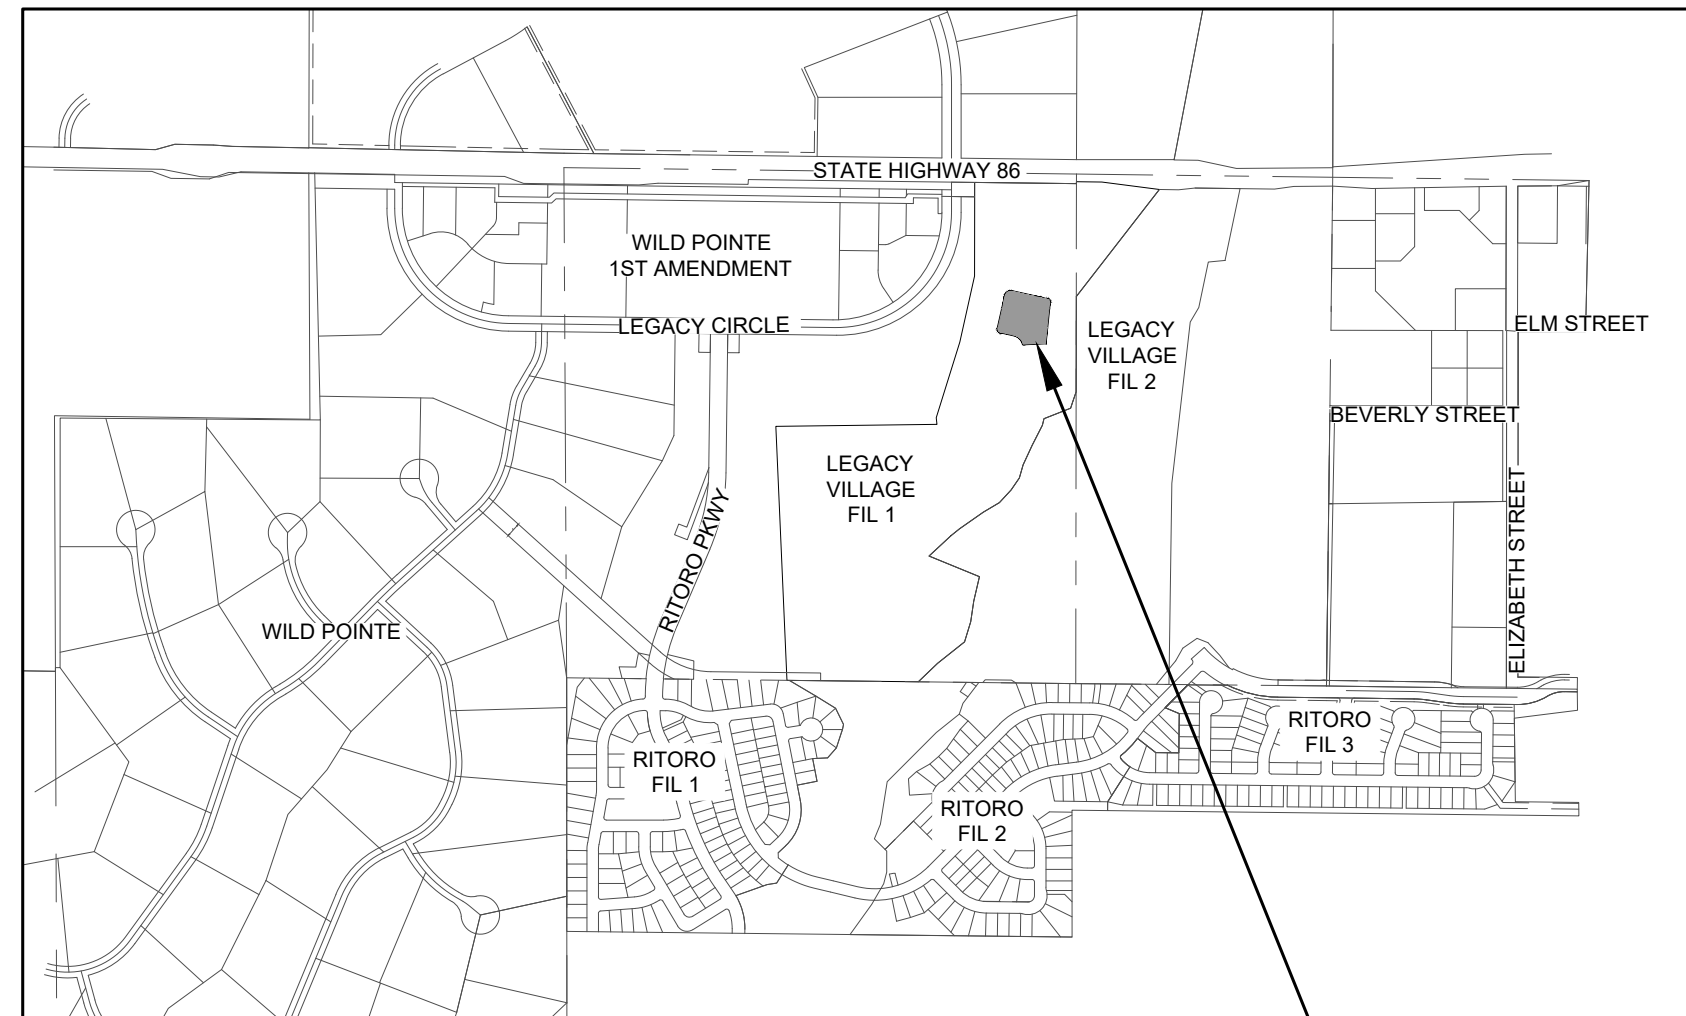 STATE HIGHWAY 86
WILD POINTE
1ST AMENDMENT
LEGACY CIRCLE
LEGACY
VILLAGE
FIL 2
ELM STREET
BEVERLY STREET
LEGACY
VILLAGE
FIL 1
RITORO PKWY
ELIZABETH STREET
WILD POINTE
RITORO
FIL 3
RITORO
FIL 1
RITORO
FIL 2